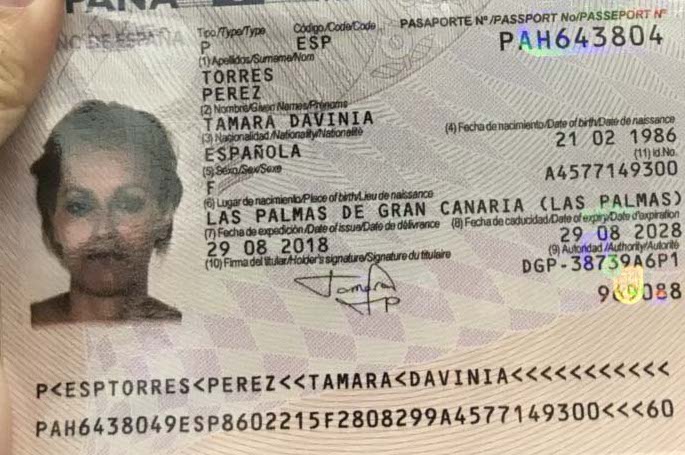 PAÑA
NO DE ESPAÑA
Tipo/Type/Type Código/Code/Code PASAPORTE Nº/PASSPORT No/PASSEPORT Nº
P ESP PAH643804
(1) Apellidos/Surname/Nom
TORRES
PEREZ
(2) Nombre/Given Names/Prénoms
TAMARA DAVINIA
(3) Nacionalidad/Nationality/Nationalité (4) Fecha de nacimiento/Date of birth/Date de naissance
ESPAÑOLA 21 02 1986
(5) Sexo/Sex/Sexe (11) Id.No.
F A4577149300
(6) Lugar de nacimiento/Place of birth/Lieu de naissance
LAS PALMAS DE GRAN CANARIA (LAS PALMAS)
(7) Fecha de expedición/Date of issue/Date de délivrance (8) Fecha de caducidad/Date of expiry/Date d'expiration
29 08 2018 29 08 2028
(10) Firma del titular/Holder's signature/Signature du titulaire (9) Autoridad/Authority/Autorité
DGP-38739A6P1
Tamara
P
969088
P<ESPTORRES<PEREZ<<TAMARA<DAVINIA<<<<<<<<<<<
PAH6438049ESP8602215F2808299A4577149300<<<60